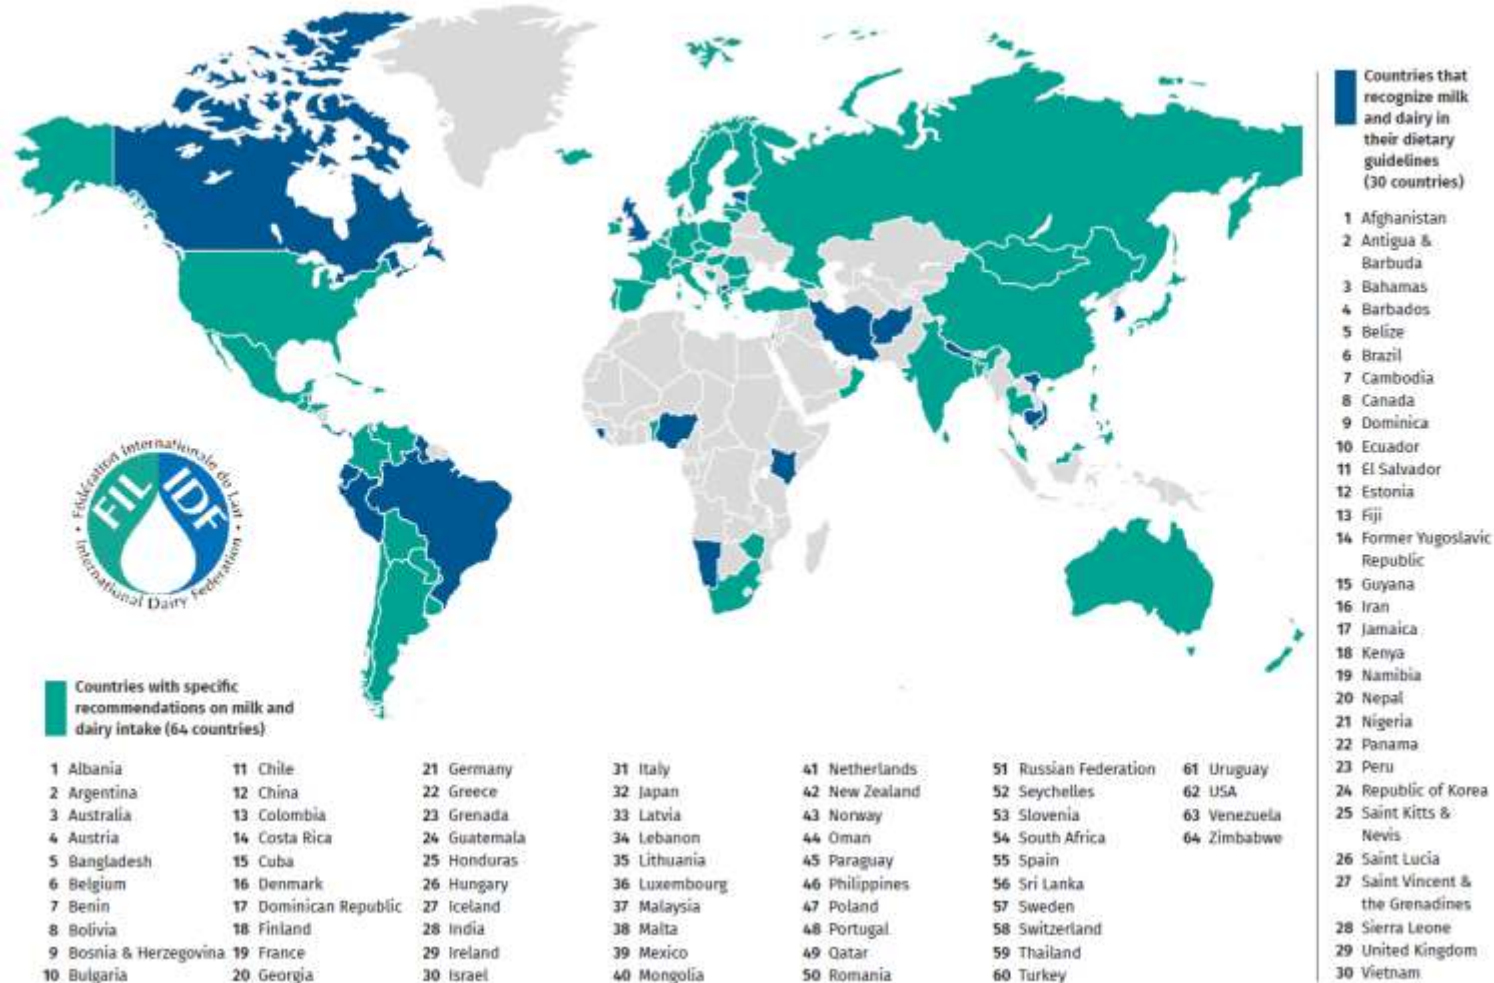 Countries that
recognize milk
and dairy in
their dietary
guidelines
(30 countries)
1 Afghanistan
2 Antigua &
Barbuda
3 Bahamas
4 Barbados
5 Belize
6 Brazil
7 Cambodia
8 Canada
9 Dominica
10 Ecuador
11 El Salvador
12 Estonia
13 Fiji
14 Former Yugoslavic
Republic
15 Guyana
16 Iran
17 Jamaica
18 Kenya
19 Namibia
20 Nepal
21 Nigeria
22 Panama
23 Peru
24 Republic of Korea
25 Saint Kitts &
Nevis
26 Saint Lucia
27 Saint Vincent &
the Grenadines
28 Sierra Leone
29 United Kingdom
30 Vietnam
Fédération Internationale du Lait
FIL IDF
International Dairy Federation
Countries with specific
recommendations on milk and
dairy intake (64 countries)
1 Albania
2 Argentina
3 Australia
4 Austria
5 Bangladesh
6 Belgium
7 Benin
8 Bolivia
9 Bosnia & Herzegovina
10 Bulgaria
11 Chile
12 China
13 Colombia
14 Costa Rica
15 Cuba
16 Denmark
17 Dominican Republic
18 Finland
19 France
20 Georgia
21 Germany
22 Greece
23 Grenada
24 Guatemala
25 Honduras
26 Hungary
27 Iceland
28 India
29 Ireland
30 Israel
31 Italy
32 Japan
33 Latvia
34 Lebanon
35 Lithuania
36 Luxembourg
37 Malaysia
38 Malta
39 Mexico
40 Mongolia
41 Netherlands
42 New Zealand
43 Norway
44 Oman
45 Paraguay
46 Philippines
47 Poland
48 Portugal
49 Qatar
50 Romania
51 Russian Federation
52 Seychelles
53 Slovenia
54 South Africa
55 Spain
56 Sri Lanka
57 Sweden
58 Switzerland
59 Thailand
60 Turkey
61 Uruguay
62 USA
63 Venezuela
64 Zimbabwe